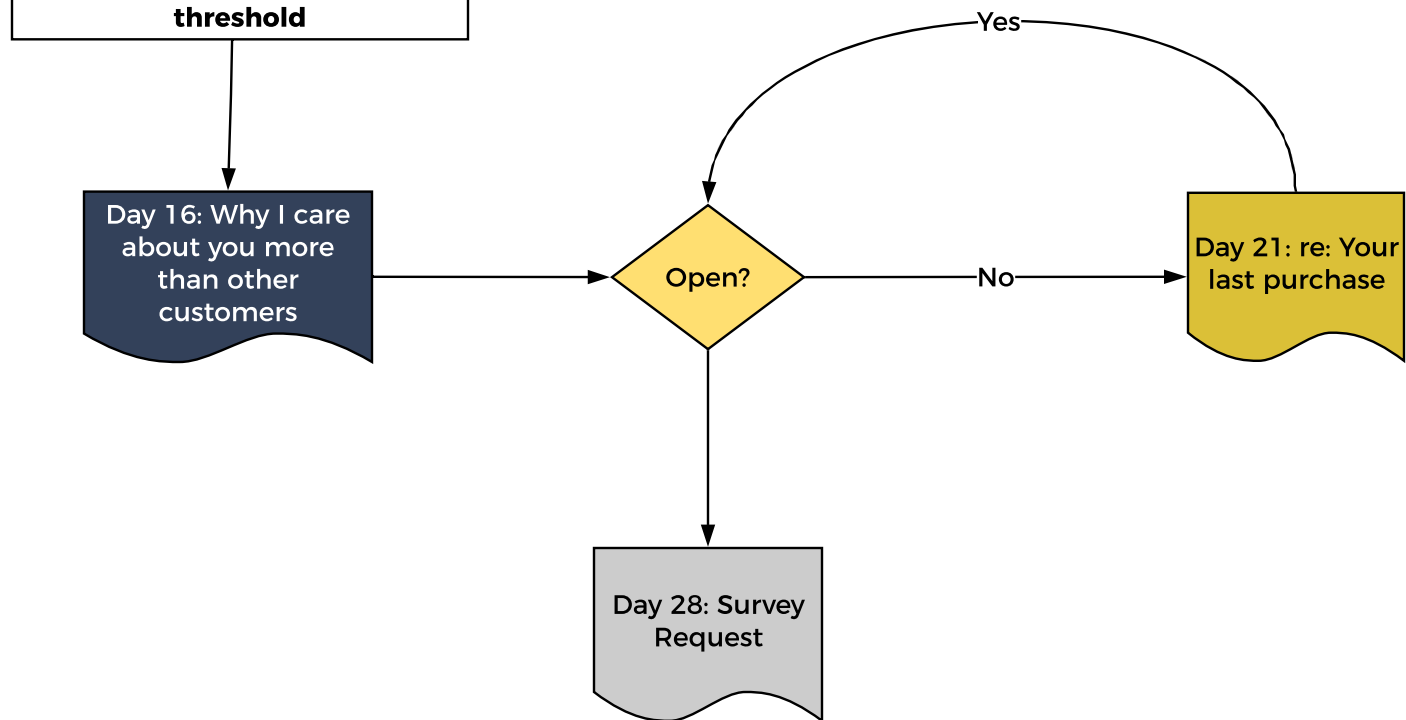 threshold
Yes
Day 16: Why I care
about you more
than other
customers
Open?
No
Day 21: re: Your
last purchase
Day 28: Survey
Request